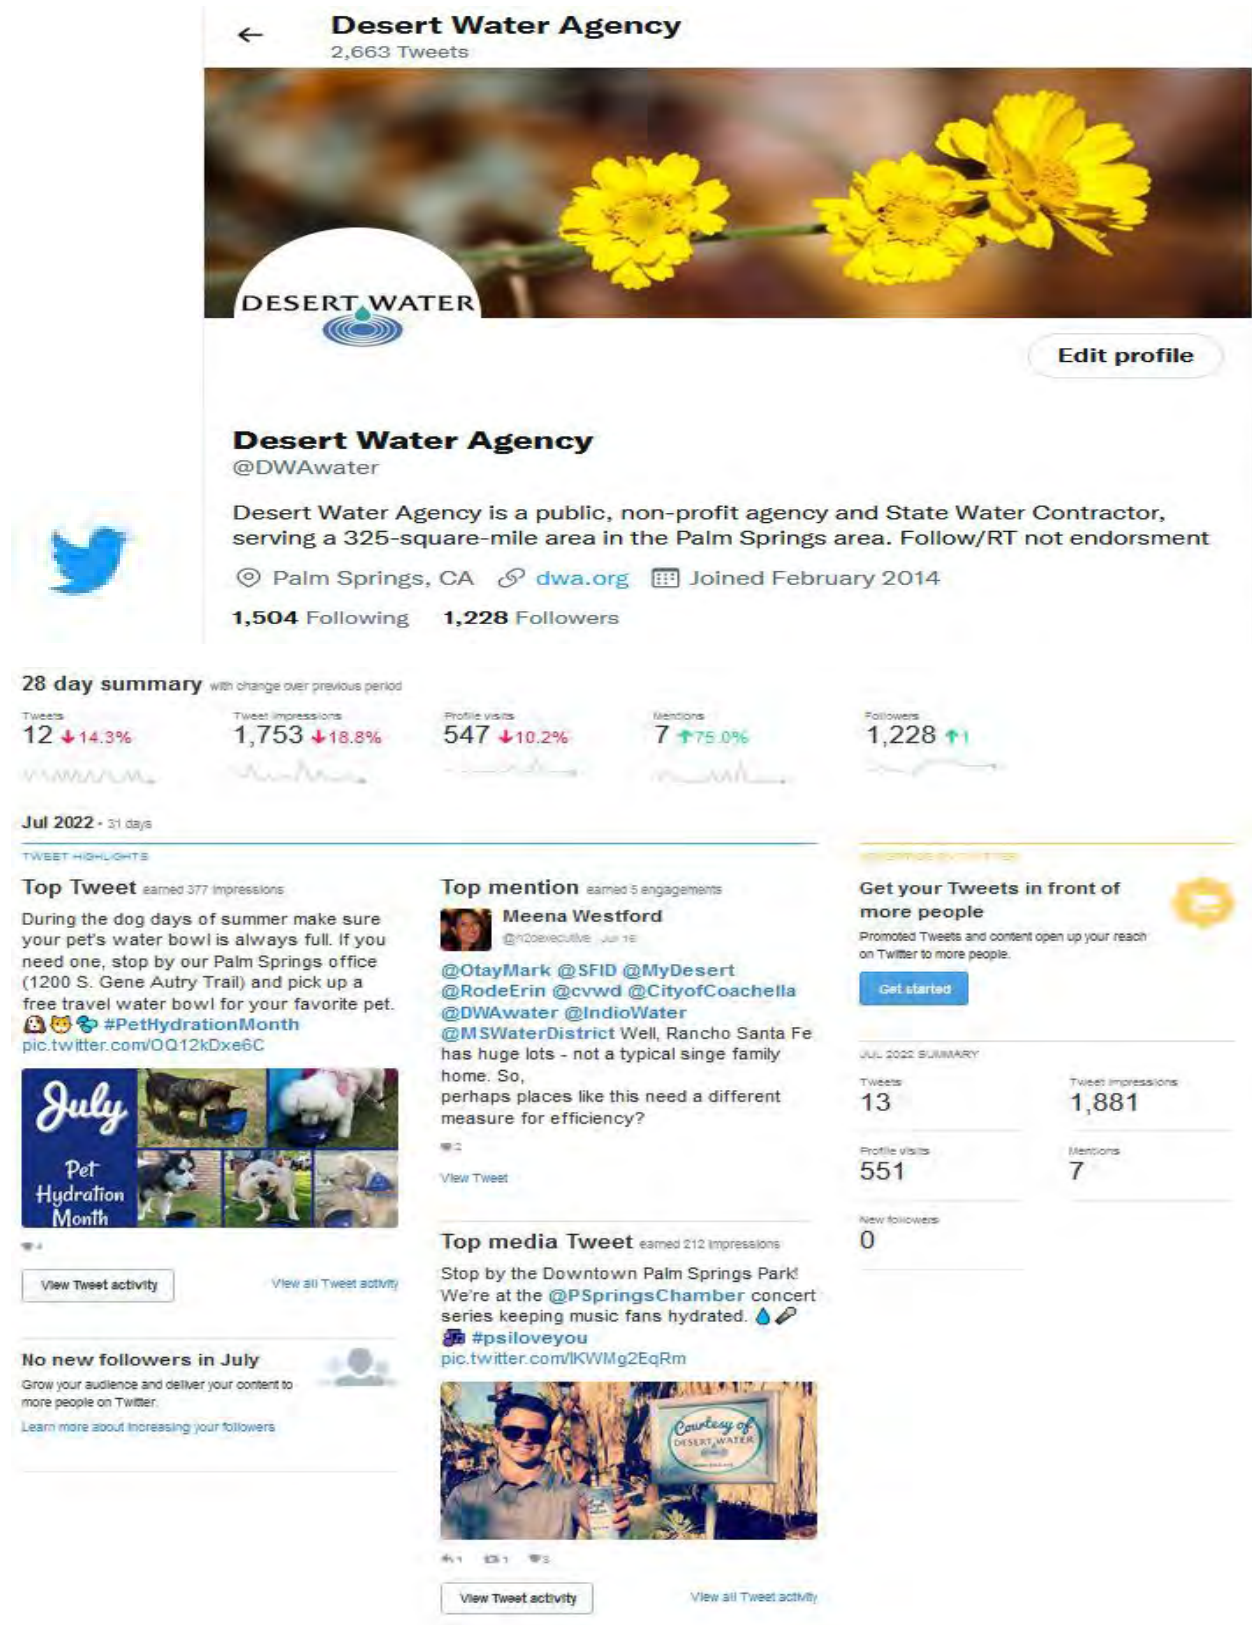 Desert Water Agency
2,663 Tweets
DESERT WATER
Edit profile
Desert Water Agency
@DWAwater
Desert Water Agency is a public, non-profit agency and State Water Contractor,
serving a 325-square-mile area in the Palm Springs area. Follow/RT not endorsment
Palm Springs, CA dwa.org Joined February 2014
1,504 Following 1,228 Followers
28 day summary with change over previous period
Tweets
12 14.3%
Tweet impressions
1,753 18.8%
Profile visits
547 10.2%
Mentions
7 75.0%
Followers
1,228 1
Jul 2022 • 31 days
TWEET HIGHLIGHTS
Top Tweet earned 377 impressions
During the dog days of summer make sure
your pet's water bowl is always full. If you
need one, stop by our Palm Springs office
(1200 S. Gene Autry Trail) and pick up a
free travel water bowl for your favorite pet.
🐶🐱💦 #PetHydrationMonth
pic.twitter.com/OQ12kDxe6C
July
Pet
Hydration
Month
4
View Tweet activity
View all Tweet activity
No new followers in July
Grow your audience and deliver your content to
more people on Twitter.
Learn more about increasing your followers
Top mention earned 5 engagements
Meena Westford
@h2oexecutive Jul 16
@OtayMark @SFID @MyDesert
@RodeErin @cvwd @CityofCoachella
@DWAwater @IndioWater
@MSWaterDistrict Well, Rancho Santa Fe
has huge lots - not a typical singe family
home. So,
perhaps places like this need a different
measure for efficiency?
2
View Tweet
Top media Tweet earned 212 impressions
Stop by the Downtown Palm Springs Park!
We're at the @PSpringsChamber concert
series keeping music fans hydrated. 💧🎤
#psiloveyou
pic.twitter.com/IKWMg2EqRm
Courtesy of
DESERT WATER
1 1 3
View Tweet activity
View all Tweet activity
Get your Tweets in front of
more people
Promoted Tweets and content open up your reach
on Twitter to more people.
Get started
JUL 2022 SUMMARY
Tweets
13
Tweet impressions
1,881
Profile visits
551
Mentions
7
New followers
0